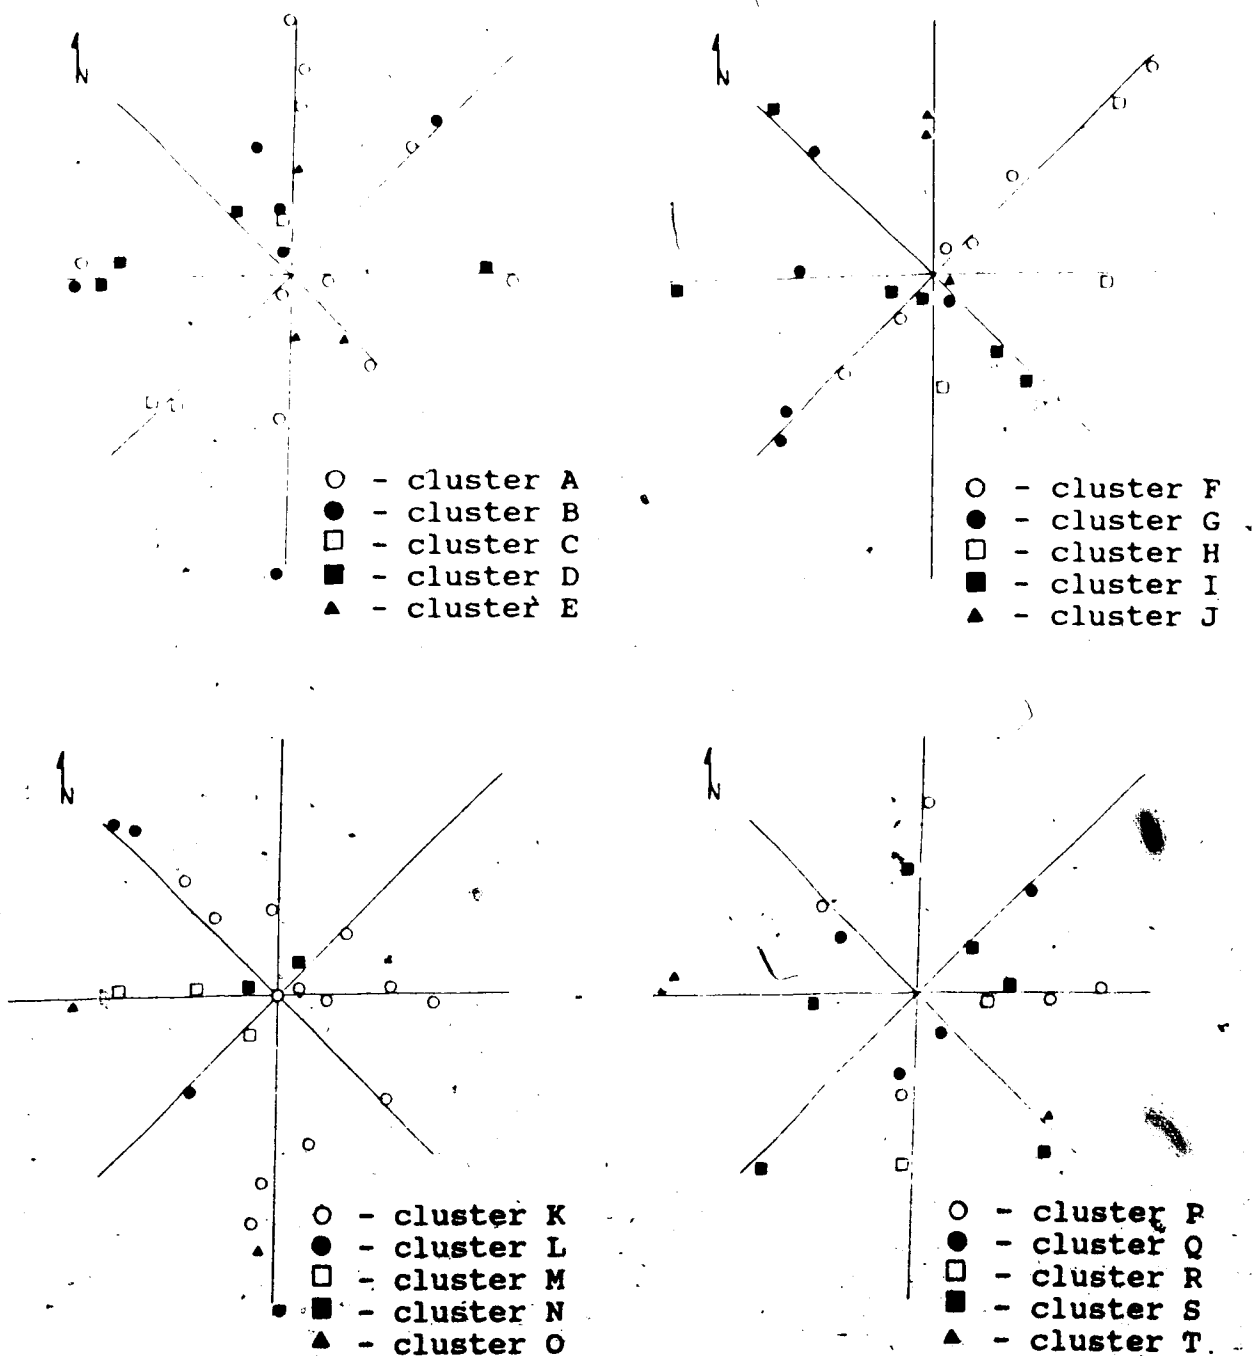 N
N
○ - cluster A
● - cluster B
□ - cluster C
■ - cluster D
▲ - cluster E
○ - cluster F
● - cluster G
□ - cluster H
■ - cluster I
▲ - cluster J
N
N
○ - cluster K
● - cluster L
□ - cluster M
■ - cluster N
▲ - cluster O
○ - cluster P
● - cluster Q
□ - cluster R
■ - cluster S
▲ - cluster T